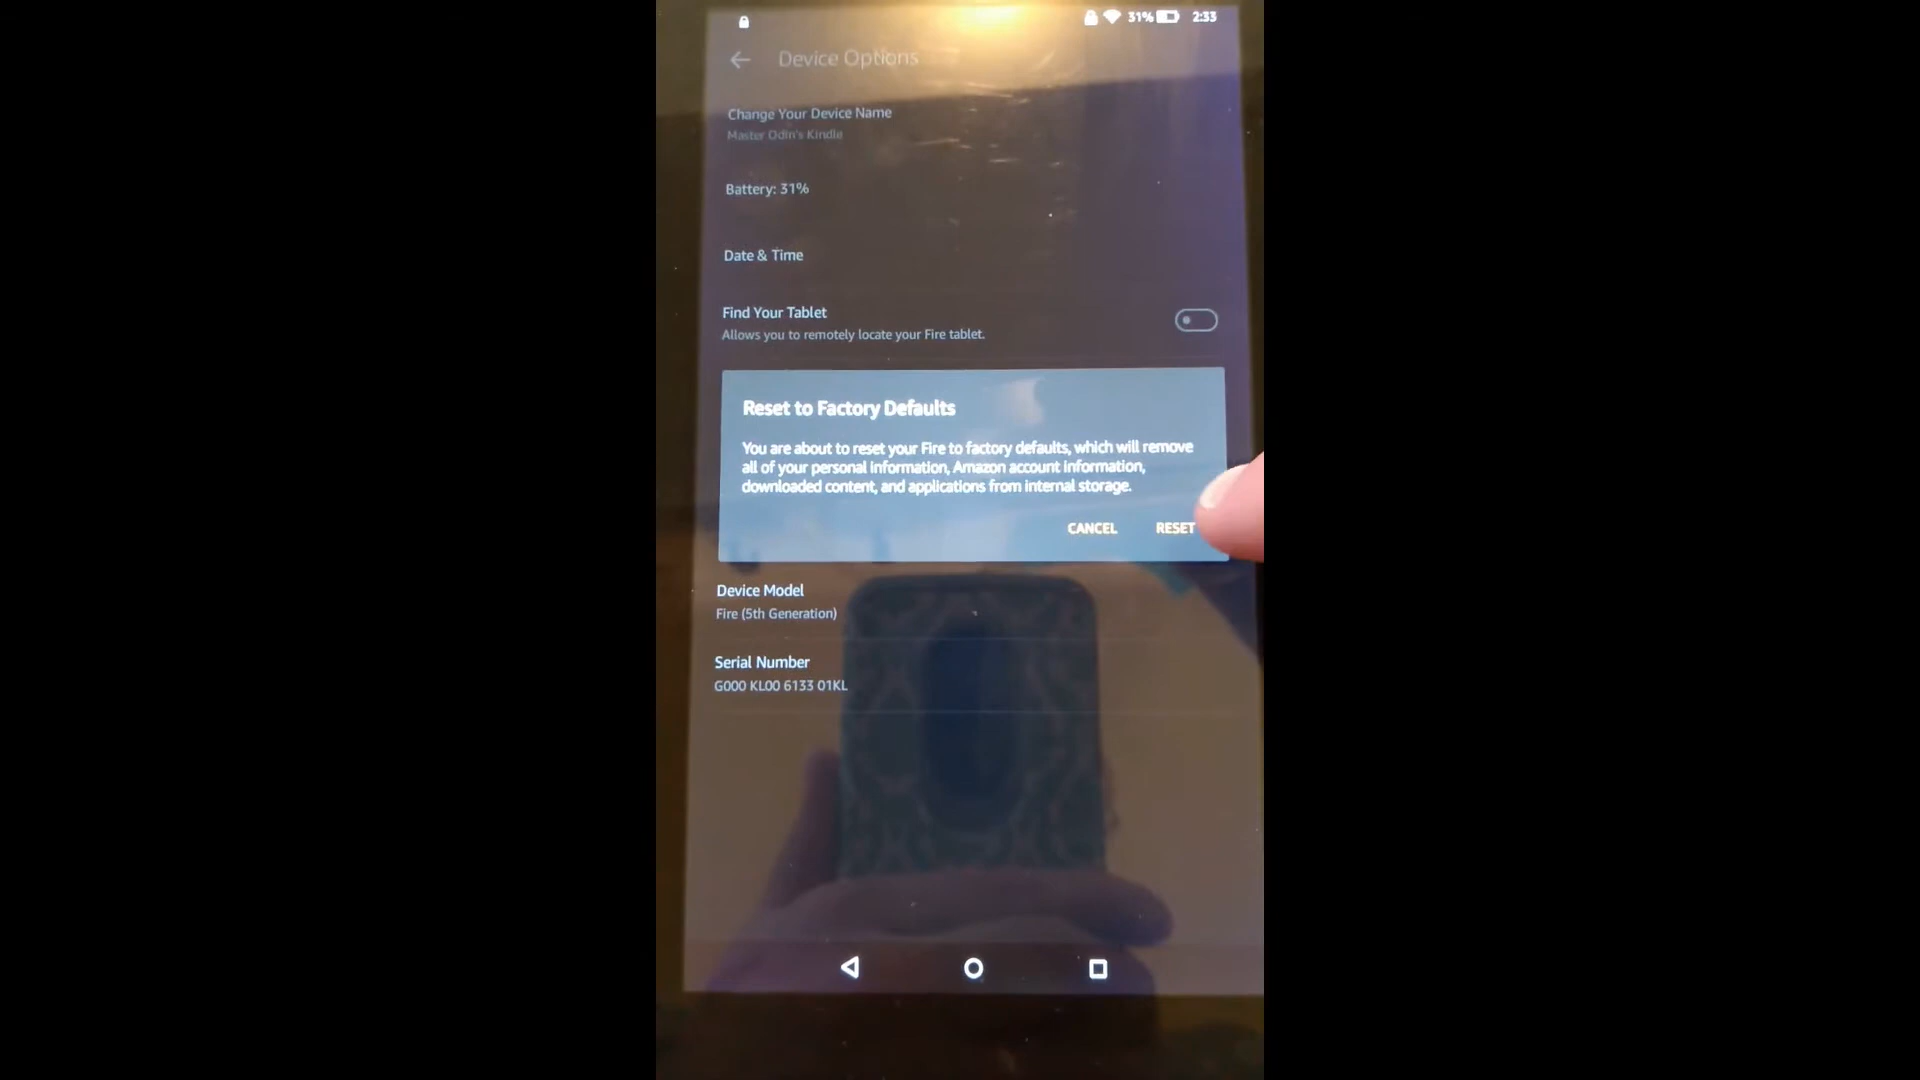 31% 2:33
Device Options
Change Your Device Name
Master Odin's Kindle
Battery: 31%
Date & Time
Find Your Tablet
Allows you to remotely locate your Fire tablet.
Reset to Factory Defaults
You are about to reset your Fire to factory defaults, which will remove
all of your personal information, Amazon account information,
downloaded content, and applications from internal storage.
CANCEL RESET
Device Model
Fire (5th Generation)
Serial Number
G000 KL00 6133 01KL